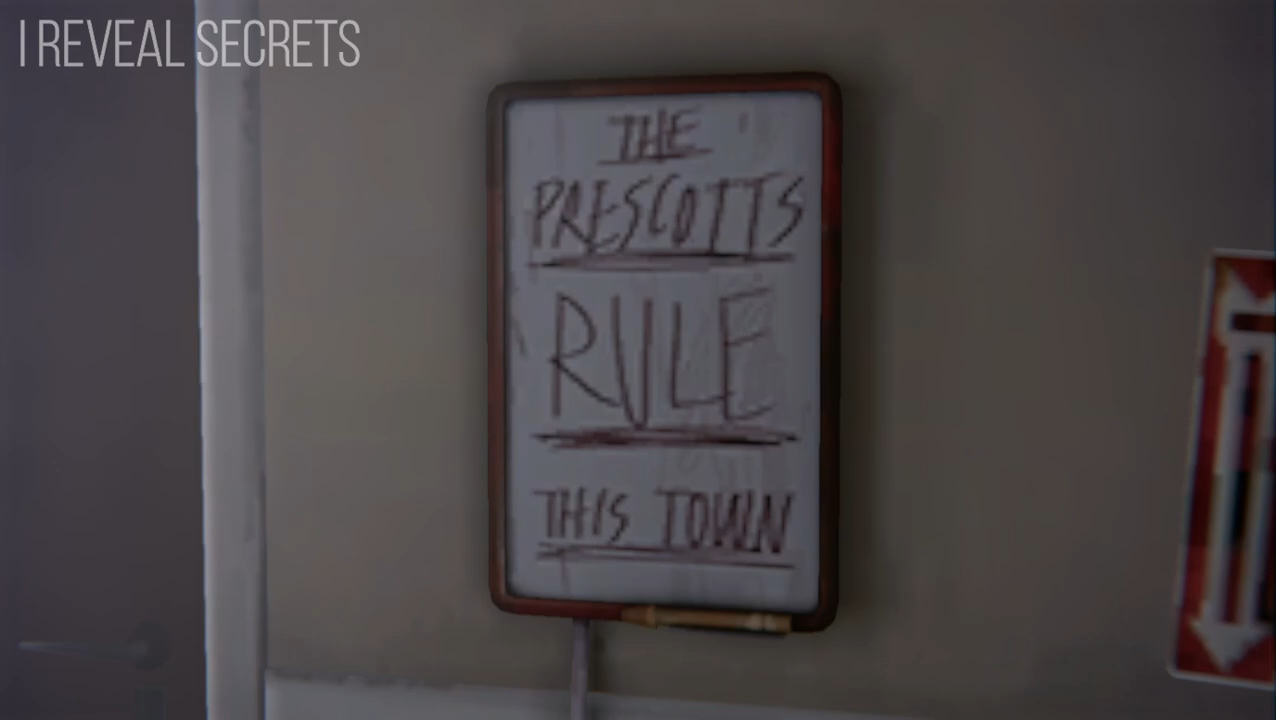 I REVEAL SECRETS
THE
PRESCOTTS
RULE
THIS TOWN